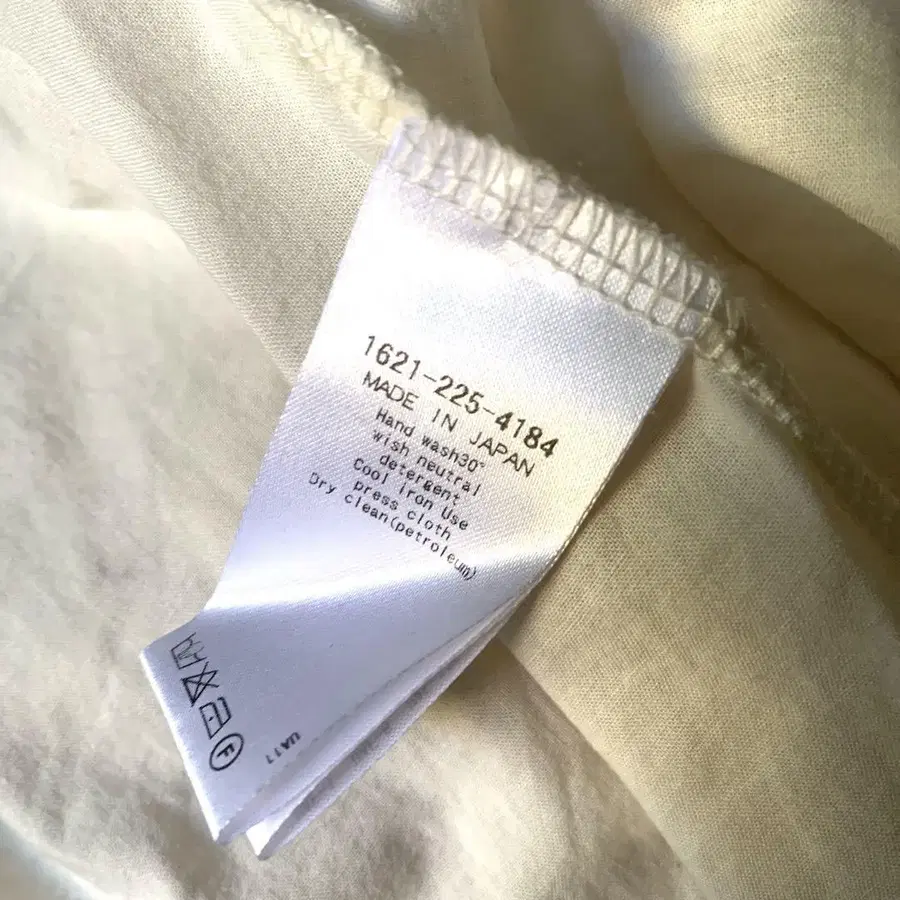 1621-225-4184
MADE IN JAPAN
Hand wash30°
wish neutral
detergent
Cool iron Use
press cloth
Dry clean(petroleum)
F
UA11